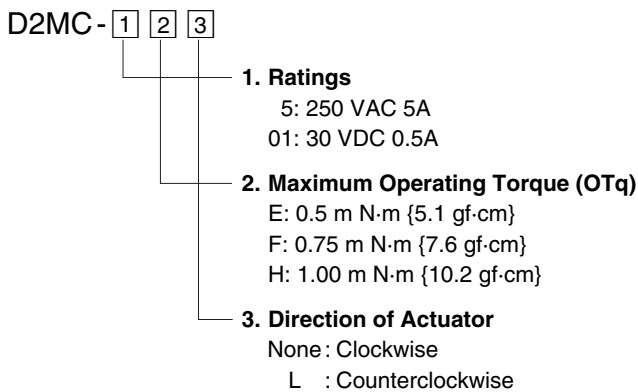 D2MC-1 2 3
1. Ratings
5: 250 VAC 5A
01: 30 VDC 0.5A
2. Maximum Operating Torque (OTq)
E: 0.5 m N·m {5.1 gf·cm}
F: 0.75 m N·m {7.6 gf·cm}
H: 1.00 m N·m {10.2 gf·cm}
3. Direction of Actuator
None : Clockwise
L : Counterclockwise